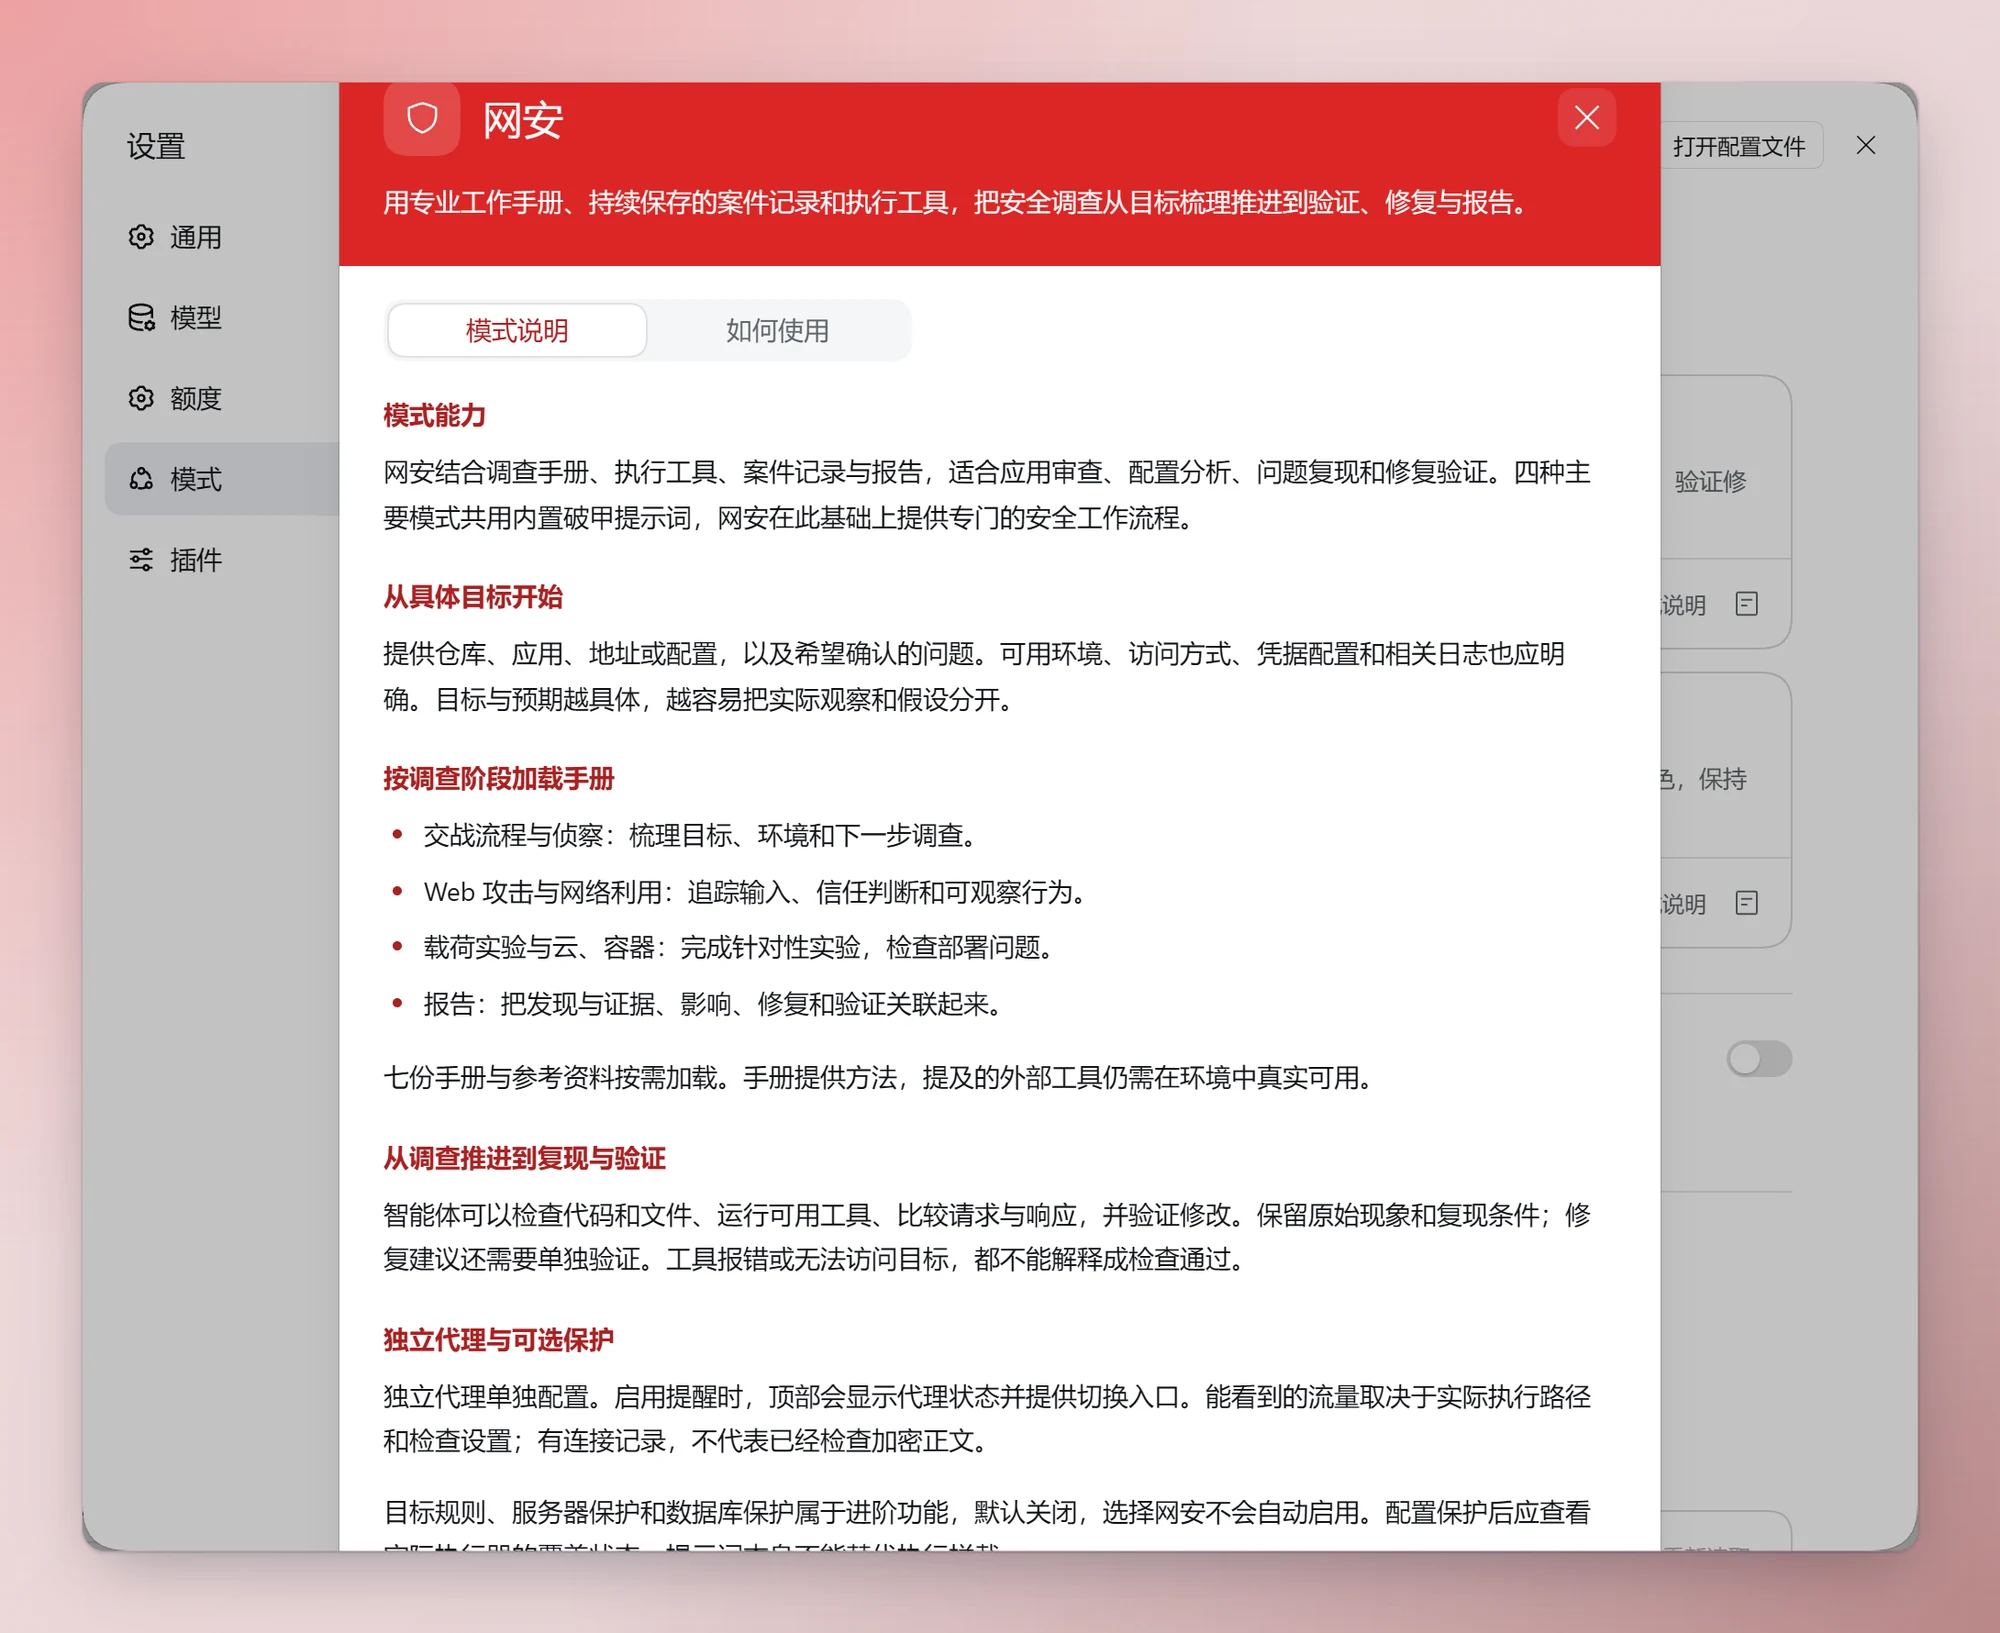 设置
通用
模型
额度
模式
插件
网安
用专业工作手册、持续保存的案件记录和执行工具，把安全调查从目标梳理推进到验证、修复与报告。
模式说明
如何使用
模式能力
网安结合调查手册、执行工具、案件记录与报告，适合应用审查、配置分析、问题复现和修复验证。四种主
要模式共用内置破甲提示词，网安在此基础上提供专门的安全工作流程。
从具体目标开始
提供仓库、应用、地址或配置，以及希望确认的问题。可用环境、访问方式、凭据配置和相关日志也应明
确。目标与预期越具体，越容易把实际观察和假设分开。
按调查阶段加载手册
• 交战流程与侦察：梳理目标、环境和下一步调查。
• Web 攻击与网络利用：追踪输入、信任判断和可观察行为。
• 载荷实验与云、容器：完成针对性实验，检查部署问题。
• 报告：把发现与证据、影响、修复和验证关联起来。
七份手册与参考资料按需加载。手册提供方法，提及的外部工具仍需在环境中真实可用。
从调查推进到复现与验证
智能体可以检查代码和文件、运行可用工具、比较请求与响应，并验证修改。保留原始现象和复现条件；修
复建议还需要单独验证。工具报错或无法访问目标，都不能解释成检查通过。
独立代理与可选保护
独立代理单独配置。启用提醒时，顶部会显示代理状态并提供切换入口。能看到的流量取决于实际执行路径
和检查设置；有连接记录，不代表已经检查加密正文。
目标规则、服务器保护和数据库保护属于进阶功能，默认关闭，选择网安不会自动启用。配置保护后应查看
打开配置文件
验证修
说明
色，保持
说明